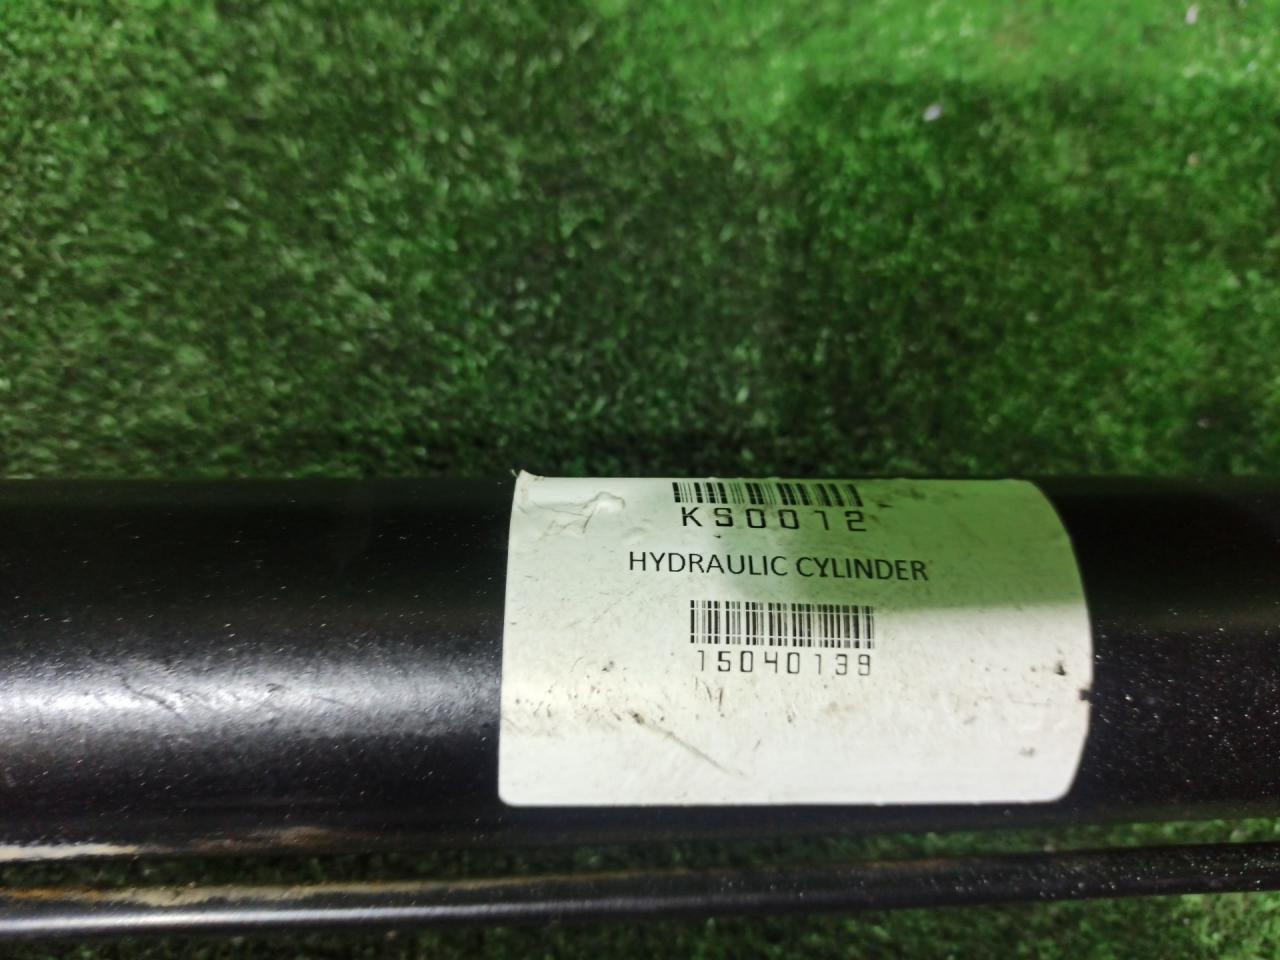 KS0012
HYDRAULIC CYLINDER
15040139